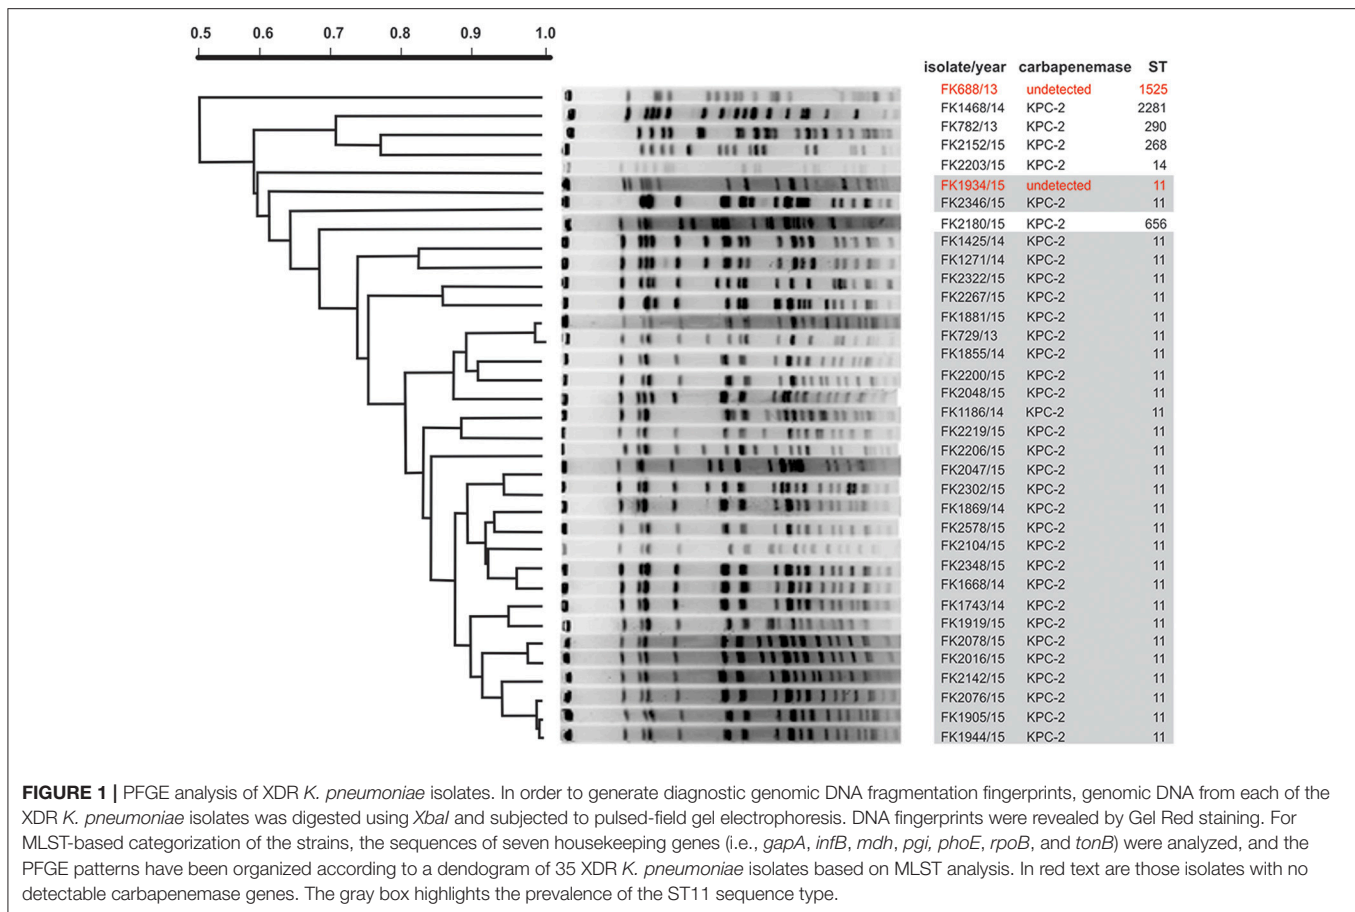 0.5 0.6 0.7 0.8 0.9 1.0
isolate/year carbapenemase ST
FK688/13 undetected 1525
FK1468/14 KPC-2 2281
FK782/13 KPC-2 290
FK2152/15 KPC-2 268
FK2203/15 KPC-2 14
FK1934/15 undetected 11
FK2346/15 KPC-2 11
FK2180/15 KPC-2 656
FK1425/14 KPC-2 11
FK1271/14 KPC-2 11
FK2322/15 KPC-2 11
FK2267/15 KPC-2 11
FK1881/15 KPC-2 11
FK729/13 KPC-2 11
FK1855/14 KPC-2 11
FK2200/15 KPC-2 11
FK2048/15 KPC-2 11
FK1186/14 KPC-2 11
FK2219/15 KPC-2 11
FK2206/15 KPC-2 11
FK2047/15 KPC-2 11
FK2302/15 KPC-2 11
FK1869/14 KPC-2 11
FK2578/15 KPC-2 11
FK2104/15 KPC-2 11
FK2348/15 KPC-2 11
FK1668/14 KPC-2 11
FK1743/14 KPC-2 11
FK1919/15 KPC-2 11
FK2078/15 KPC-2 11
FK2016/15 KPC-2 11
FK2142/15 KPC-2 11
FK2076/15 KPC-2 11
FK1905/15 KPC-2 11
FK1944/15 KPC-2 11
FIGURE 1 | PFGE analysis of XDR K. pneumoniae isolates. In order to generate diagnostic genomic DNA fragmentation fingerprints, genomic DNA from each of the
XDR K. pneumoniae isolates was digested using XbaI and subjected to pulsed-field gel electrophoresis. DNA fingerprints were revealed by Gel Red staining. For
MLST-based categorization of the strains, the sequences of seven housekeeping genes (i.e., gapA, infB, mdh, pgi, phoE, rpoB, and tonB) were analyzed, and the
PFGE patterns have been organized according to a dendogram of 35 XDR K. pneumoniae isolates based on MLST analysis. In red text are those isolates with no
detectable carbapenemase genes. The gray box highlights the prevalence of the ST11 sequence type.